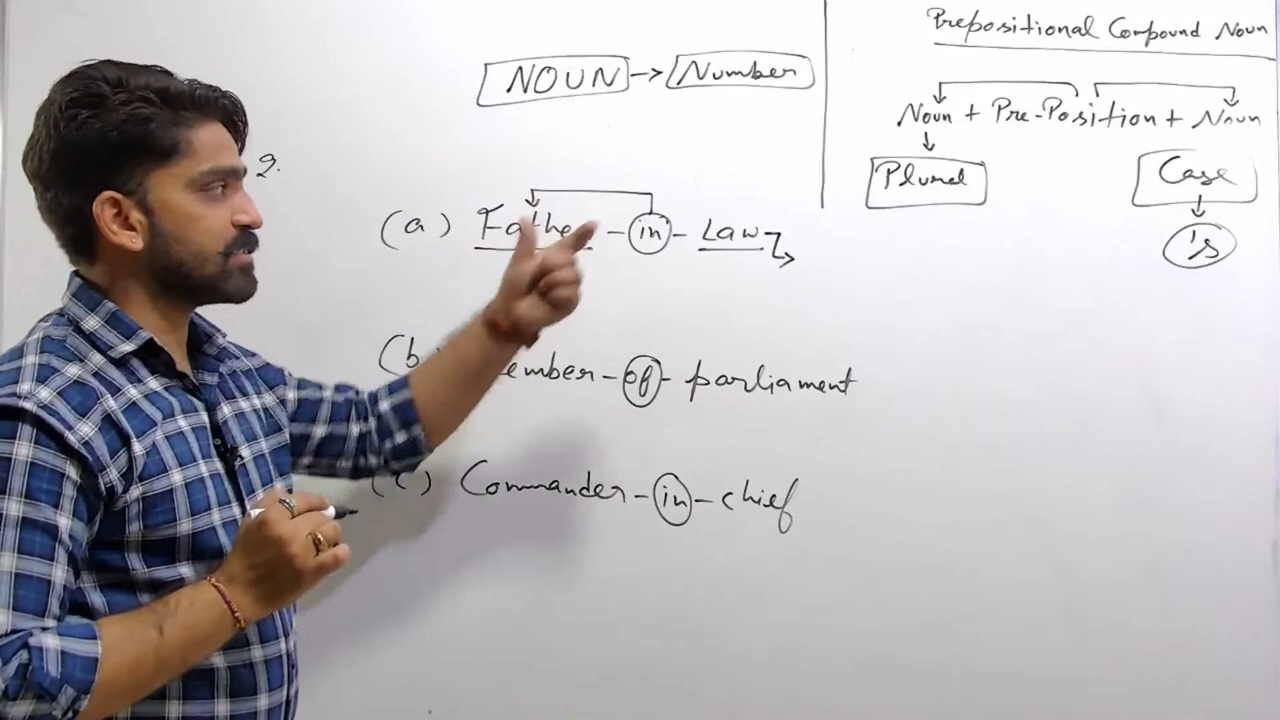 Prepositional Compound Noun
NOUN → Number
Noun + Pre-Position + Noun
Plural
Case
's
2.
(a) Father - in - Law
(b) ember - of - parliament
(c) Commander - in - chief